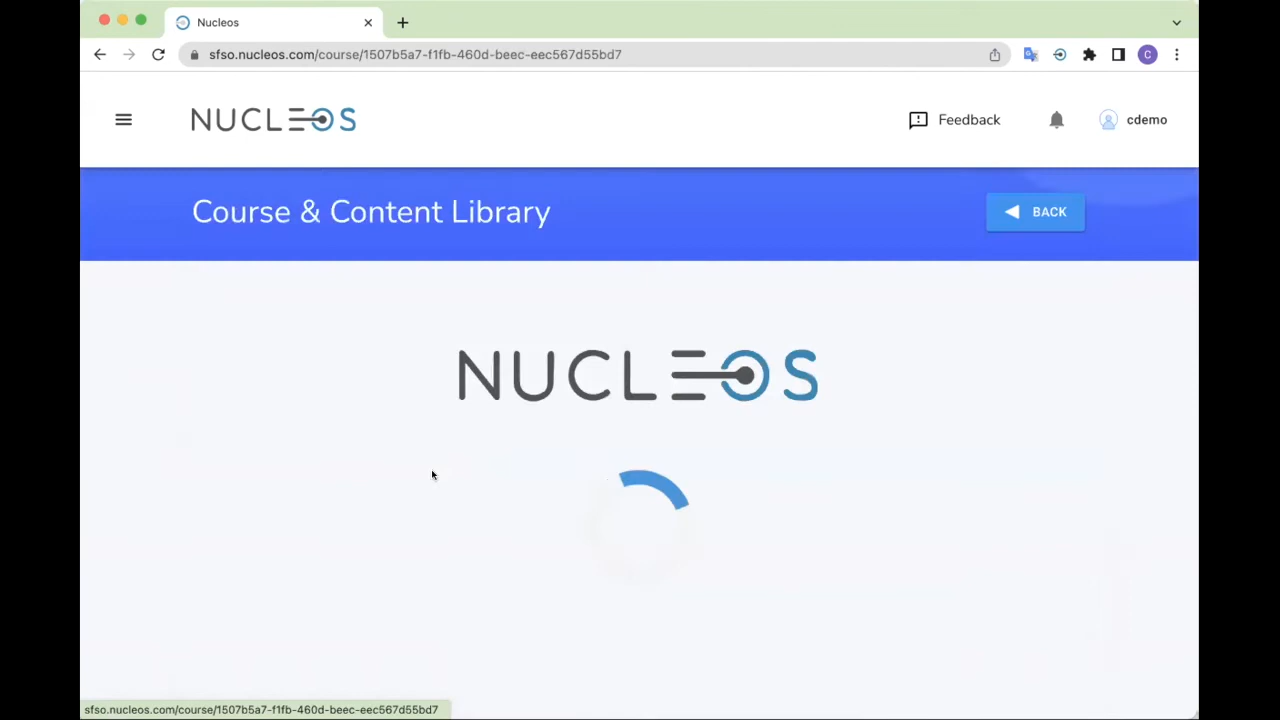 Nucleos
sfso.nucleos.com/course/1507b5a7-f1fb-460d-beec-eec567d55bd7
C
NUCLEOS
Feedback
cdemo
Course & Content Library
BACK
NUCLEOS
sfso.nucleos.com/course/1507b5a7-f1fb-460d-beec-eec567d55bd7